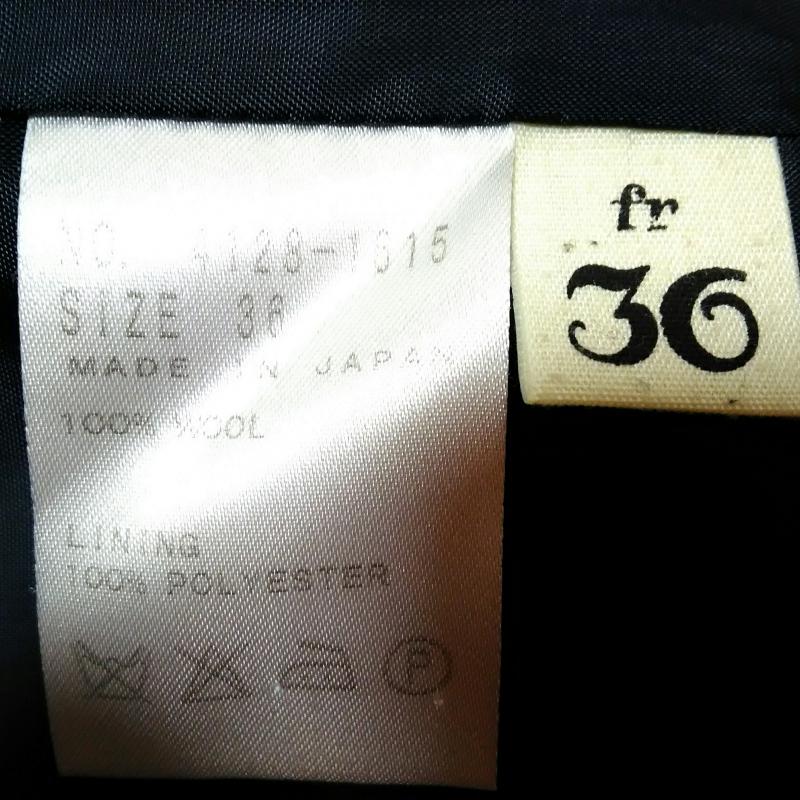 NO. 4128-1615
SIZE 36
MADE IN JAPAN
100% WOOL
LINING
100% POLYESTER
P
fr
36